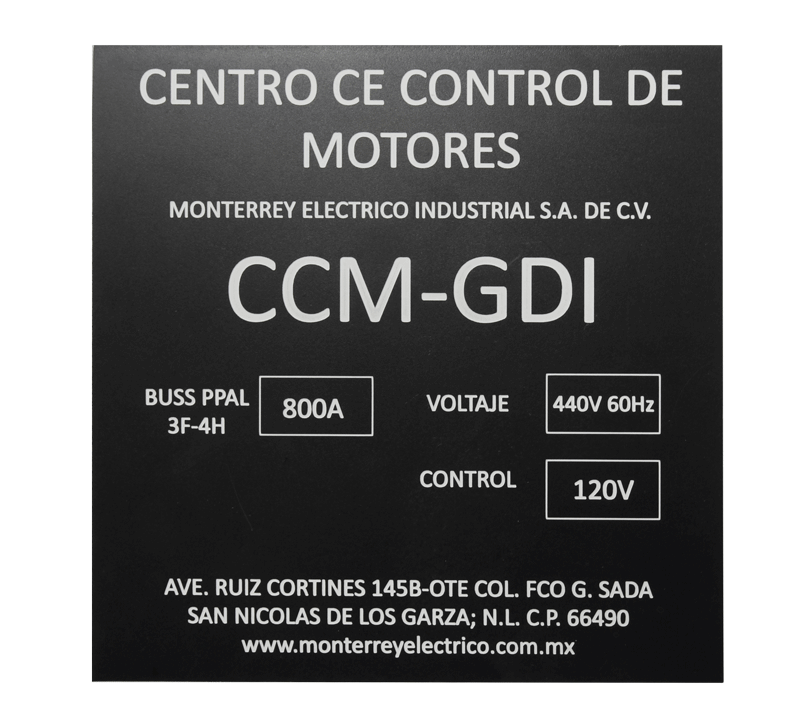 CENTRO CE CONTROL DE
MOTORES
MONTERREY ELECTRICO INDUSTRIAL S.A. DE C.V.
CCM-GDI
BUSS PPAL
3F-4H
800A
VOLTAJE
440V 60Hz
CONTROL
120V
AVE. RUIZ CORTINES 145B-OTE COL. FCO G. SADA
SAN NICOLAS DE LOS GARZA; N.L. C.P. 66490
www.monterreyelectrico.com.mx